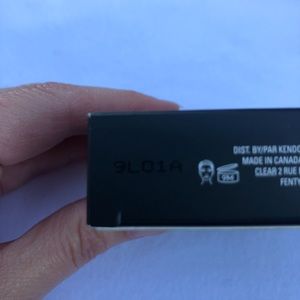 9L01A
9M
DIST. BY/PAR KENDO
MADE IN CANADA
CLEAR 2 RUE
FENTY